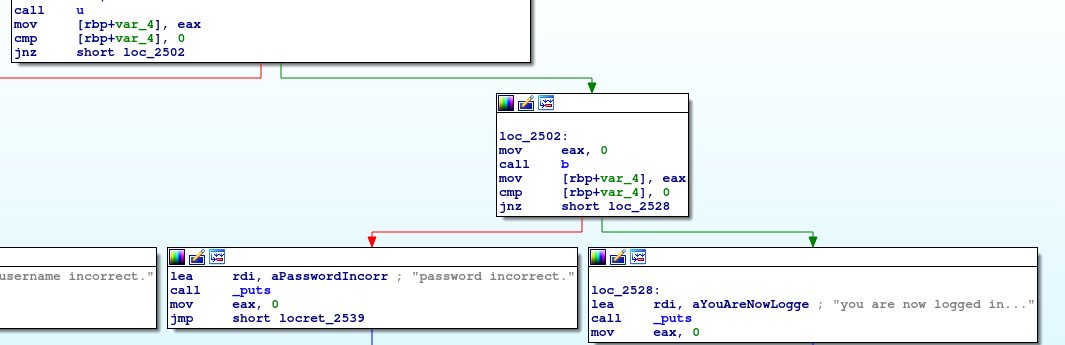 call u
mov [rbp+var_4], eax
cmp [rbp+var_4], 0
jnz short loc_2502
loc_2502:
mov eax, 0
call b
mov [rbp+var_4], eax
cmp [rbp+var_4], 0
jnz short loc_2528
username incorrect."
lea rdi, aPasswordIncorr ; "password incorrect."
call _puts
mov eax, 0
jmp short locret_2539
loc_2528:
lea rdi, aYouAreNowLogge ; "you are now logged in..."
call _puts
mov eax, 0